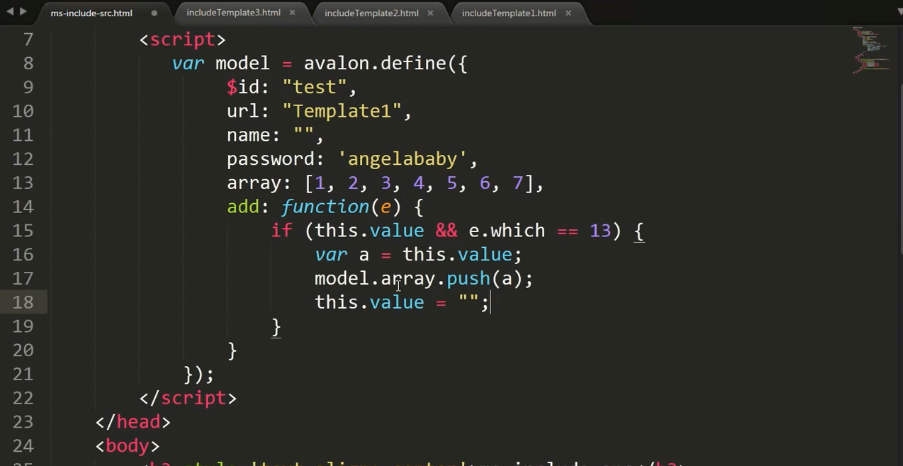 ms-include-src.html includeTemplate3.html includeTemplate2.html includeTemplate1.html
7 <script>
8 var model = avalon.define({
9 $id: "test",
10 url: "Template1",
11 name: "",
12 password: 'angelababy',
13 array: [1, 2, 3, 4, 5, 6, 7],
14 add: function(e) {
15 if (this.value && e.which == 13) {
16 var a = this.value;
17 model.array.push(a);
18 this.value = "";
19 }
20 }
21 });
22 </script>
23 </head>
24 <body>